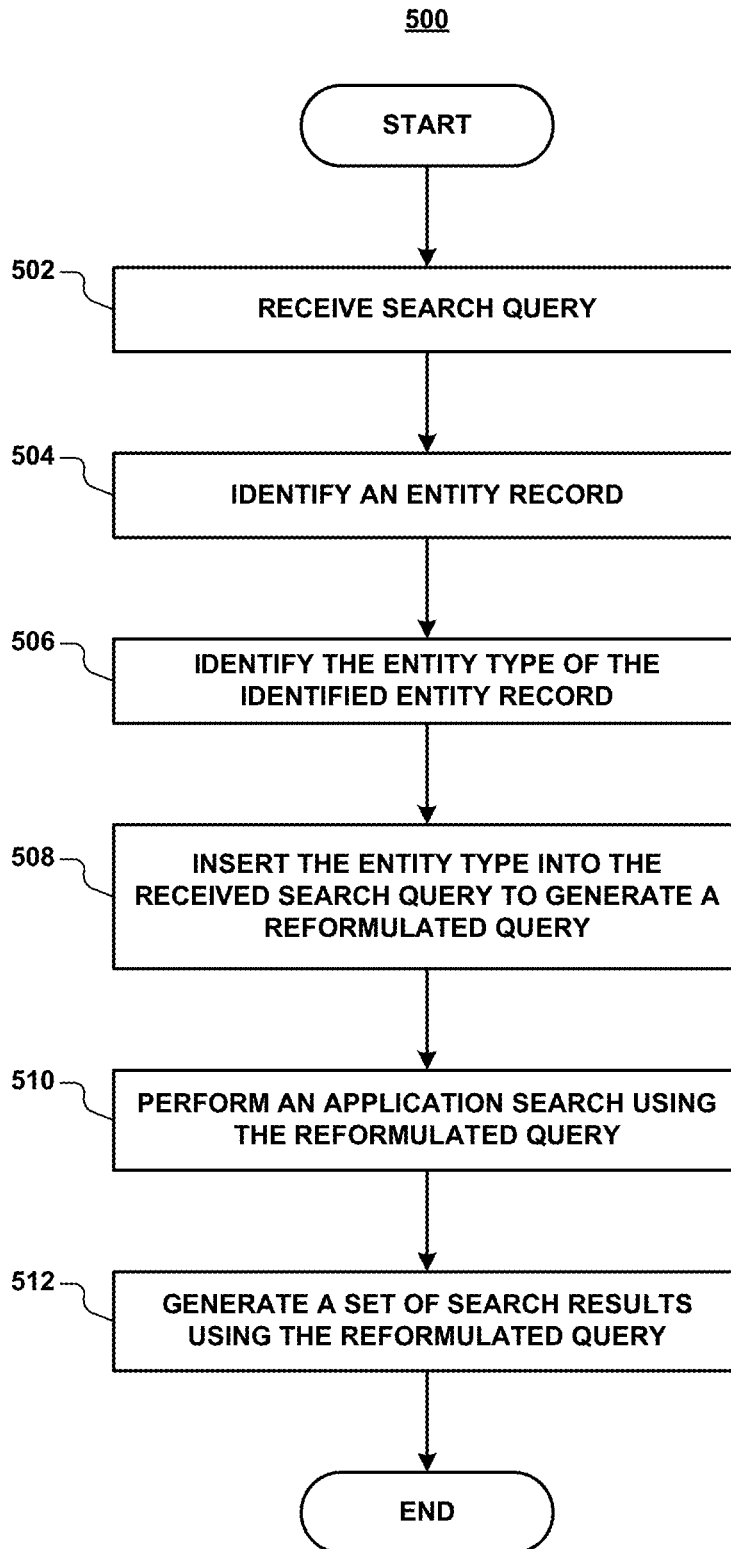 500
START
502
RECEIVE SEARCH QUERY
504
IDENTIFY AN ENTITY RECORD
506
IDENTIFY THE ENTITY TYPE OF THE
IDENTIFIED ENTITY RECORD
508
INSERT THE ENTITY TYPE INTO THE
RECEIVED SEARCH QUERY TO GENERATE A
REFORMULATED QUERY
510
PERFORM AN APPLICATION SEARCH USING
THE REFORMULATED QUERY
512
GENERATE A SET OF SEARCH RESULTS
USING THE REFORMULATED QUERY
END